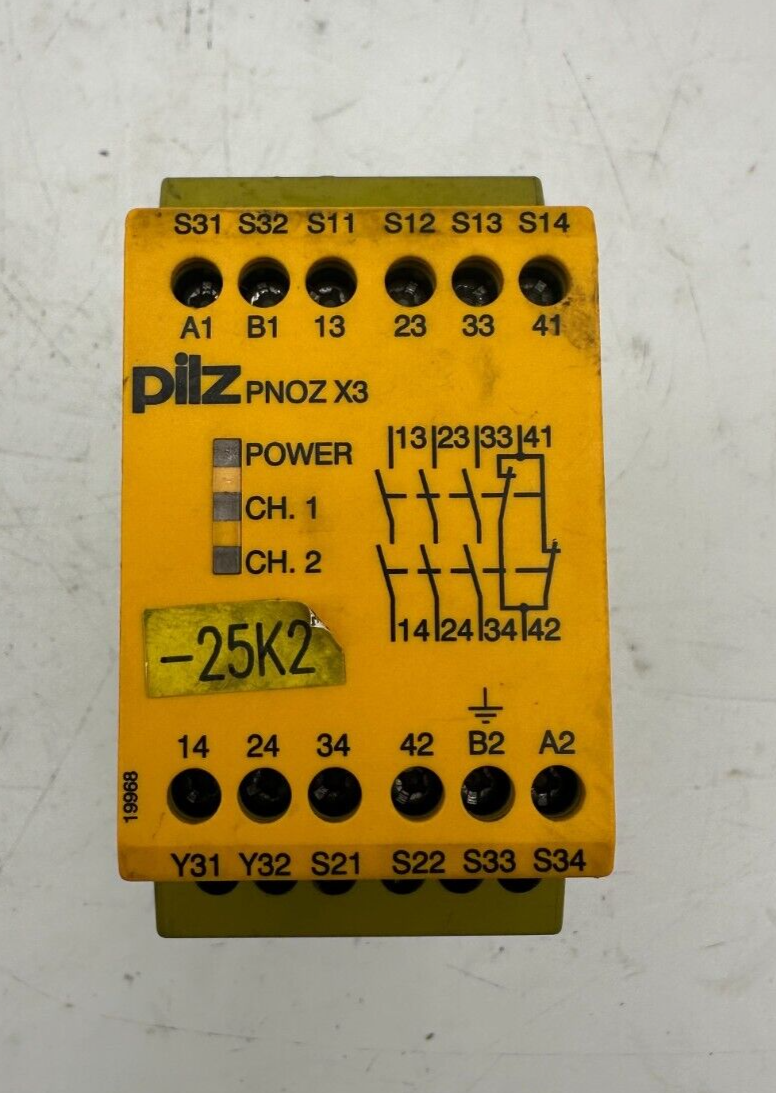 S31 S32 S11 S12 S13 S14
A1 B1 13 23 33 41
pilz PNOZ X3
13 23 33 41
POWER
CH. 1
CH. 2
14 24 34 42
-25K2
14 24 34 42 B2 A2
19968
Y31 Y32 S21 S22 S33 S34